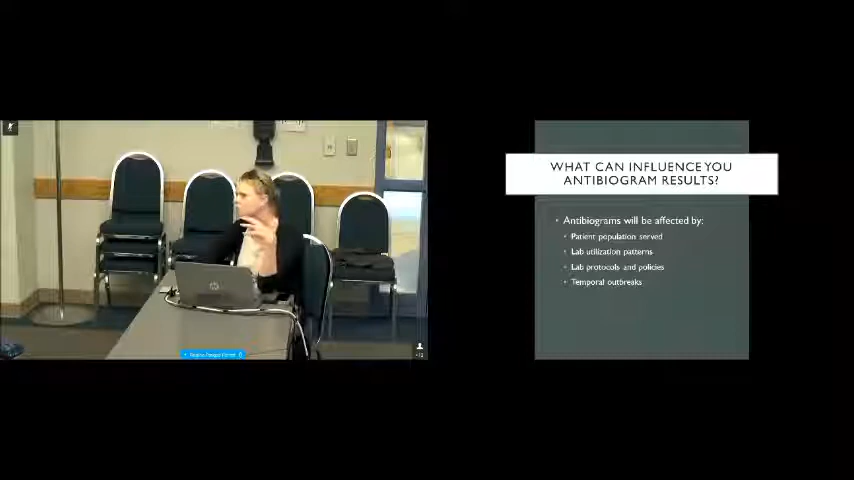 WHAT CAN INFLUENCE YOU
ANTIBIOGRAM RESULTS?
• Antibiograms will be affected by:
• Patient population served
• Lab utilization patterns
• Lab protocols and policies
• Temporal outbreaks
hp